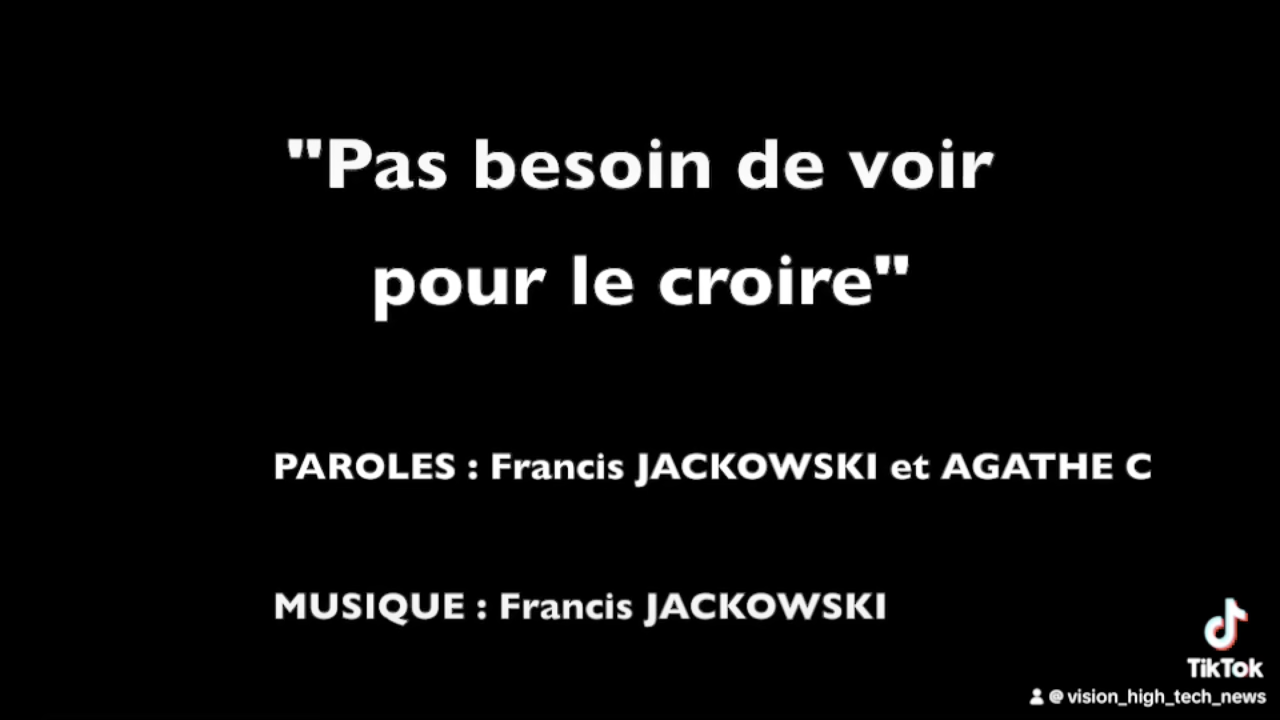 "Pas besoin de voir
pour le croire"
PAROLES : Francis JACKOWSKI et AGATHE C
MUSIQUE : Francis JACKOWSKI
TikTok
@vision_high_tech_news